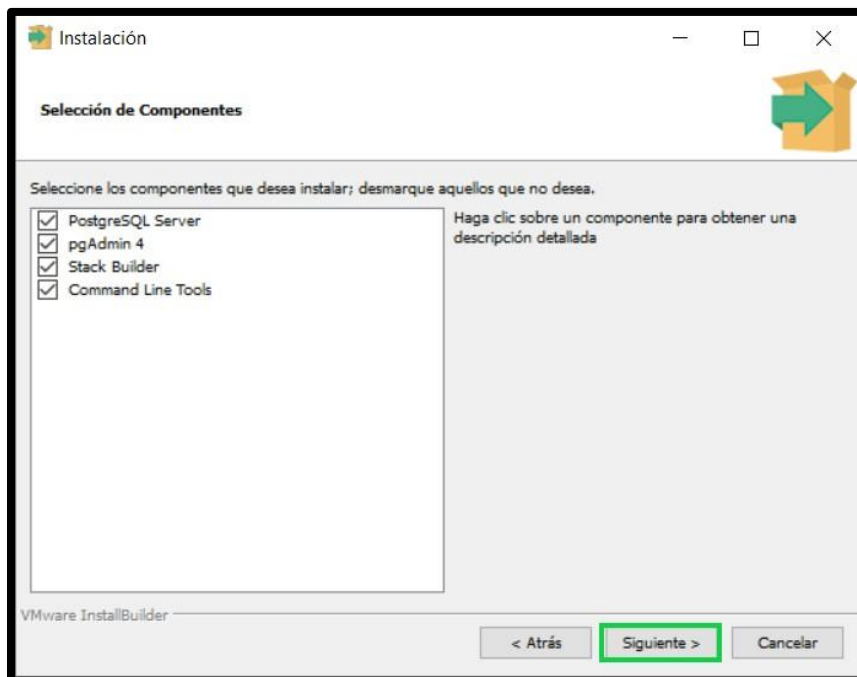 Instalación
Selección de Componentes
Seleccione los componentes que desea instalar; desmarque aquellos que no desea.
PostgreSQL Server
pgAdmin 4
Stack Builder
Command Line Tools
Haga clic sobre un componente para obtener una
descripción detallada
VMware InstallBuilder
< Atrás
Siguiente >
Cancelar